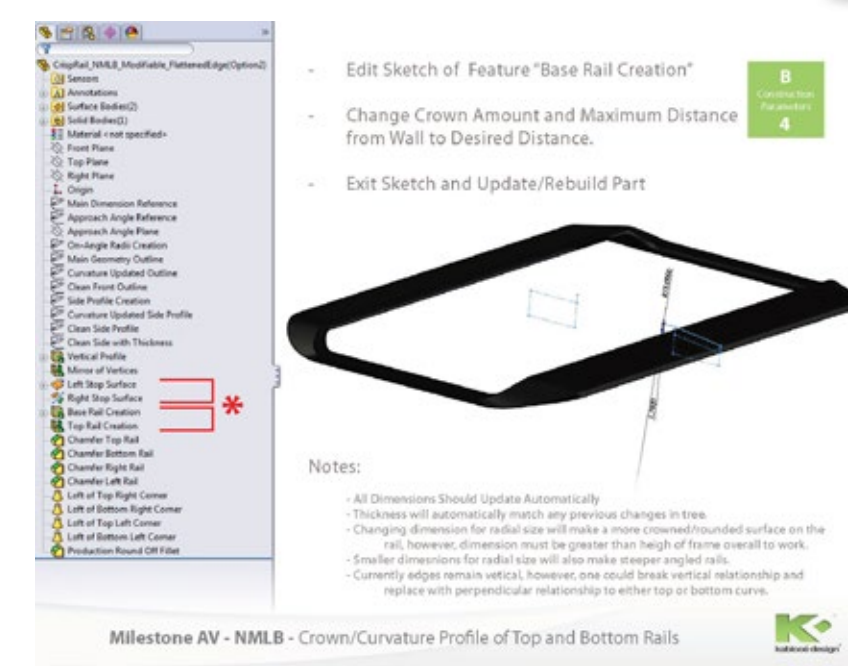 CrispRail_NMLB_Modifiable_FlattenedEdge(Option2)
Sensors
Annotations
Surface Bodies(2)
Solid Bodies(1)
Material <not specified>
Front Plane
Top Plane
Right Plane
Origin
Main Dimension Reference
Approach Angle Reference
Approach Angle Plane
On-Angle Radii Creation
Main Geometry Outline
Curvature Updated Outline
Clean Front Outline
Side Profile Creation
Curvature Updated Side Profile
Clean Side Profile
Clean Side with Thickness
Vertical Profile
Mirror of Vertices
Left Stop Surface
Right Stop Surface
Base Rail Creation
Top Rail Creation
Chamfer Top Rail
Chamfer Bottom Rail
Chamfer Right Rail
Chamfer Left Rail
Loft of Top Right Corner
Loft of Bottom Right Corner
Loft of Top Left Corner
Loft of Bottom Left Corner
Production Round Off Fillet
*
- Edit Sketch of Feature "Base Rail Creation"
- Change Crown Amount and Maximum Distance
from Wall to Desired Distance.
- Exit Sketch and Update/Rebuild Part
B
Construction
Parameters
4
Notes:
- All Dimensions Should Update Automatically
- Thickness will automatically match any previous changes in tree.
- Changing dimension for radial size will make a more crowned/rounded surface on the
rail, however, dimension must be greater than heigh of frame overall to work.
- Smaller dimesnions for radial size will also make steeper angled rails.
- Currently edges remain vetical, however, one could break vertical relationship and
replace with perpendicular relationship to either top or bottom curve.
Milestone AV - NMLB - Crown/Curvature Profile of Top and Bottom Rails
K
kablooe design